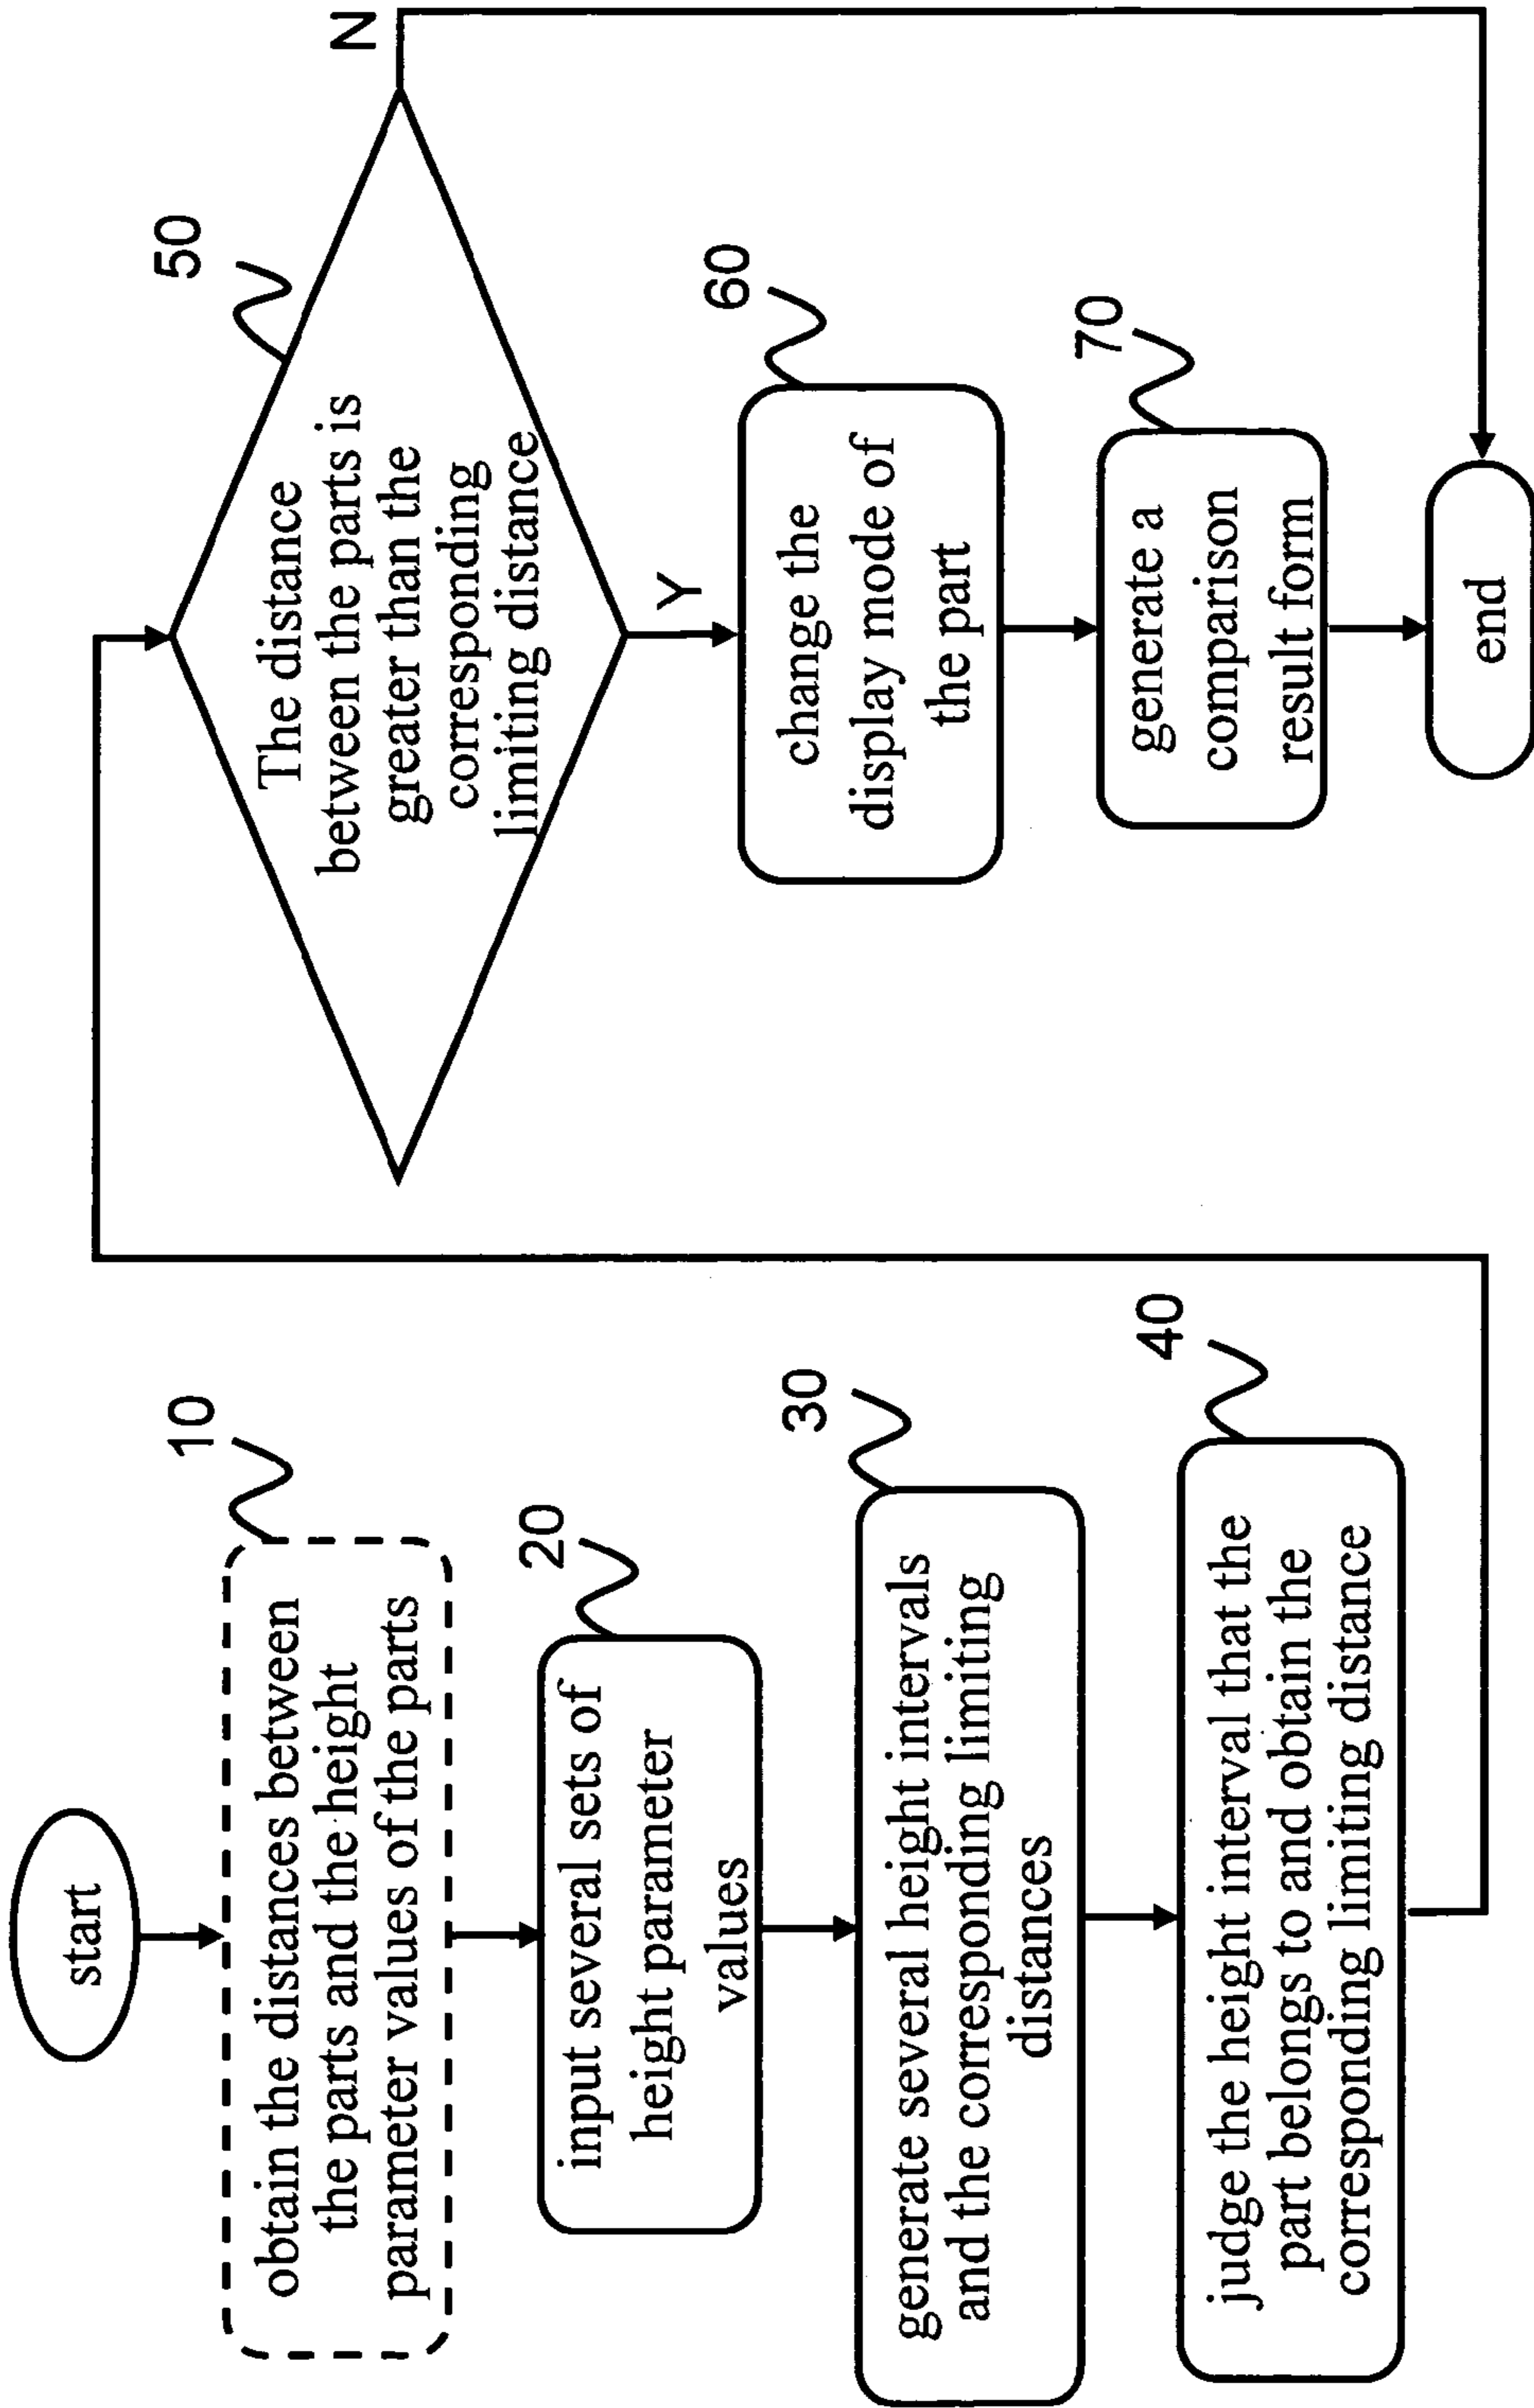 start
10
obtain the distances between
the parts and the height
parameter values of the parts
20
input several sets of
height parameter
values
30
generate several height intervals
and the corresponding limiting
distances
40
judge the height interval that the
part belongs to and obtain the
corresponding limiting distance
50
The distance
between the parts is
greater than the
corresponding
limiting distance
N
Y
60
change the
display mode of
the part
70
generate a
comparison
result form
end